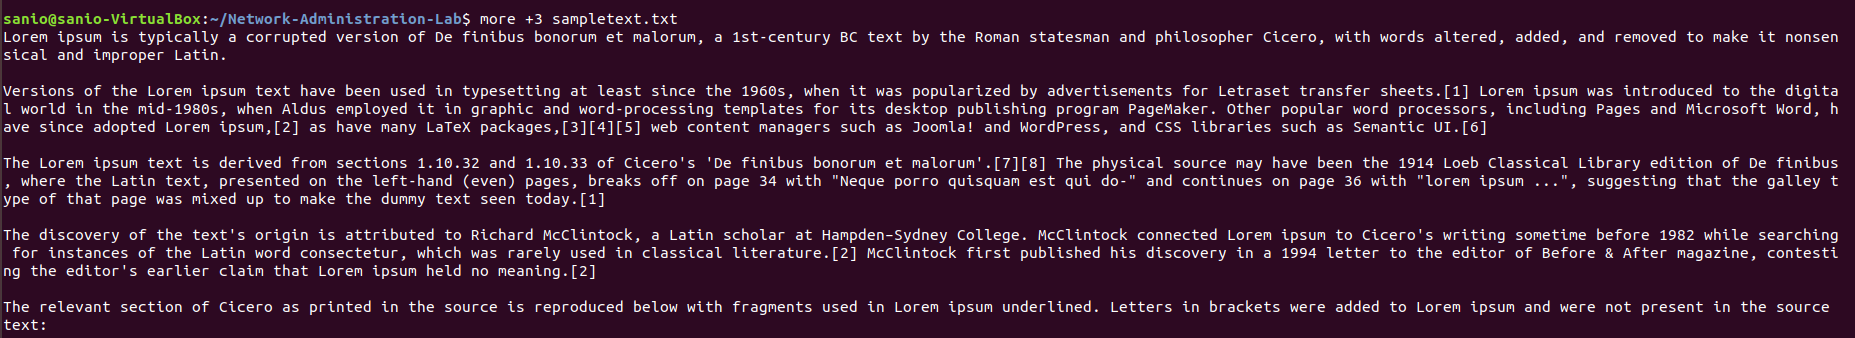 sanio@sanio-VirtualBox:~/Network-Administration-Lab$ more +3 sampletext.txt
Lorem ipsum is typically a corrupted version of De finibus bonorum et malorum, a 1st-century BC text by the Roman statesman and philosopher Cicero, with words altered, added, and removed to make it nonsen
sical and improper Latin.

Versions of the Lorem ipsum text have been used in typesetting at least since the 1960s, when it was popularized by advertisements for Letraset transfer sheets.[1] Lorem ipsum was introduced to the digita
l world in the mid-1980s, when Aldus employed it in graphic and word-processing templates for its desktop publishing program PageMaker. Other popular word processors, including Pages and Microsoft Word, h
ave since adopted Lorem ipsum,[2] as have many LaTeX packages,[3][4][5] web content managers such as Joomla! and WordPress, and CSS libraries such as Semantic UI.[6]

The Lorem ipsum text is derived from sections 1.10.32 and 1.10.33 of Cicero's 'De finibus bonorum et malorum'.[7][8] The physical source may have been the 1914 Loeb Classical Library edition of De finibus
, where the Latin text, presented on the left-hand (even) pages, breaks off on page 34 with "Neque porro quisquam est qui do-" and continues on page 36 with "lorem ipsum ...", suggesting that the galley t
ype of that page was mixed up to make the dummy text seen today.[1]

The discovery of the text's origin is attributed to Richard McClintock, a Latin scholar at Hampden–Sydney College. McClintock connected Lorem ipsum to Cicero's writing sometime before 1982 while searching
 for instances of the Latin word consectetur, which was rarely used in classical literature.[2] McClintock first published his discovery in a 1994 letter to the editor of Before & After magazine, contesti
ng the editor's earlier claim that Lorem ipsum held no meaning.[2]

The relevant section of Cicero as printed in the source is reproduced below with fragments used in Lorem ipsum underlined. Letters in brackets were added to Lorem ipsum and were not present in the source
text: